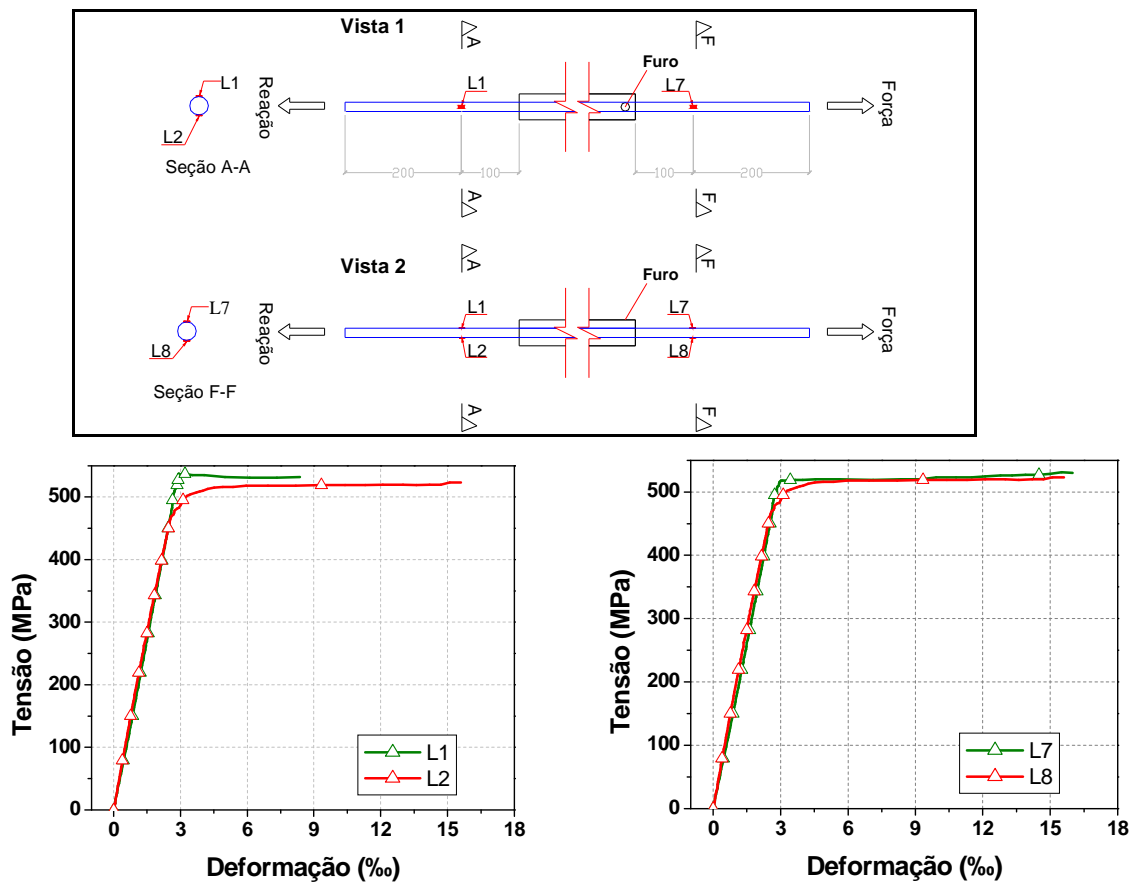 Vista 1
A
F
Furo
L1
L1
L7
Reação
Força
L2
Seção A-A
200
100
100
200
A
F
Vista 2
A
F
Furo
L7
L1
L7
Reação
Força
L8
L2
L8
Seção F-F
A
F
500
400
300
200
100
0
Tensão (MPa)
L1
L2
0 3 6 9 12 15 18
Deformação (‰)
500
400
300
200
100
0
Tensão (MPa)
L7
L8
0 3 6 9 12 15 18
Deformação (‰)